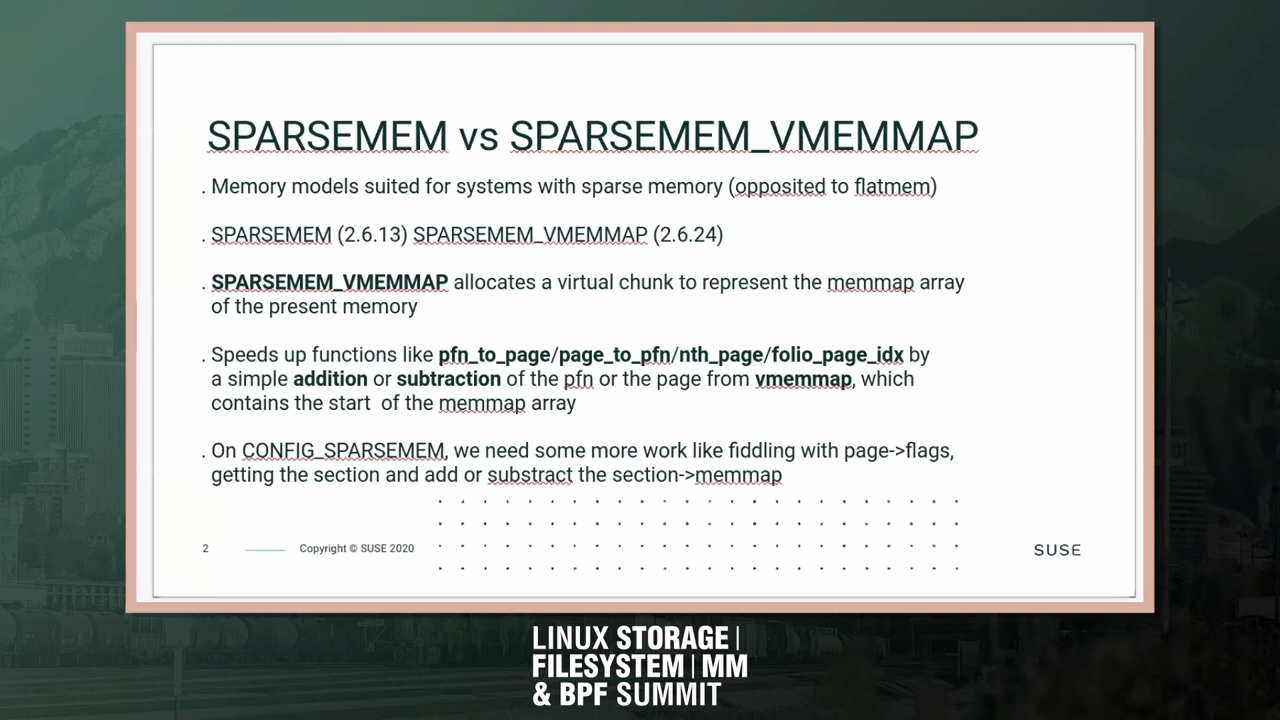 SPARSEMEM vs SPARSEMEM_VMEMMAP
. Memory models suited for systems with sparse memory (opposited to flatmem)
. SPARSEMEM (2.6.13) SPARSEMEM_VMEMMAP (2.6.24)
. SPARSEMEM_VMEMMAP allocates a virtual chunk to represent the memmap array
of the present memory
. Speeds up functions like pfn_to_page/page_to_pfn/nth_page/folio_page_idx by
a simple addition or subtraction of the pfn or the page from vmemmap, which
contains the start of the memmap array
. On CONFIG_SPARSEMEM, we need some more work like fiddling with page->flags,
getting the section and add or substract the section->memmap
2 Copyright © SUSE 2020
SUSE
LINUX STORAGE |
FILESYSTEM | MM
& BPF SUMMIT